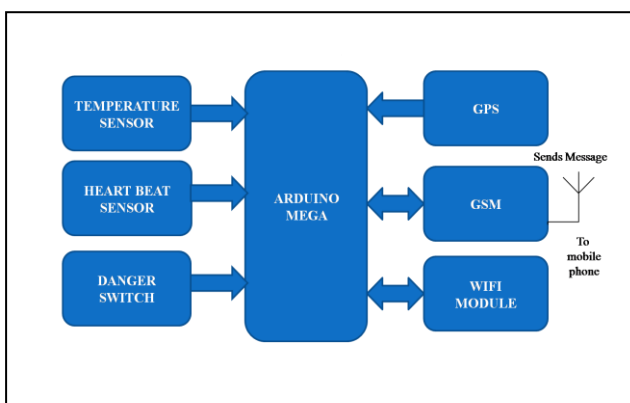 TEMPERATURE
SENSOR
HEART BEAT
SENSOR
DANGER
SWITCH
ARDUINO
MEGA
GPS
Sends Message
GSM
To
mobile
phone
WIFI
MODULE